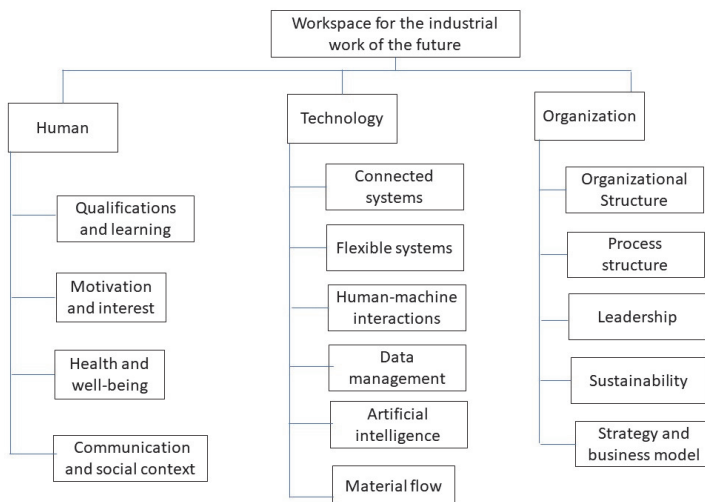 Workspace for the industrial
work of the future
Human
Technology
Organization
Qualifications
and learning
Motivation
and interest
Health and
well-being
Communication
and social context
Connected
systems
Flexible systems
Human-machine
interactions
Data
management
Artificial
intelligence
Material flow
Organizational
Structure
Process
structure
Leadership
Sustainability
Strategy and
business model